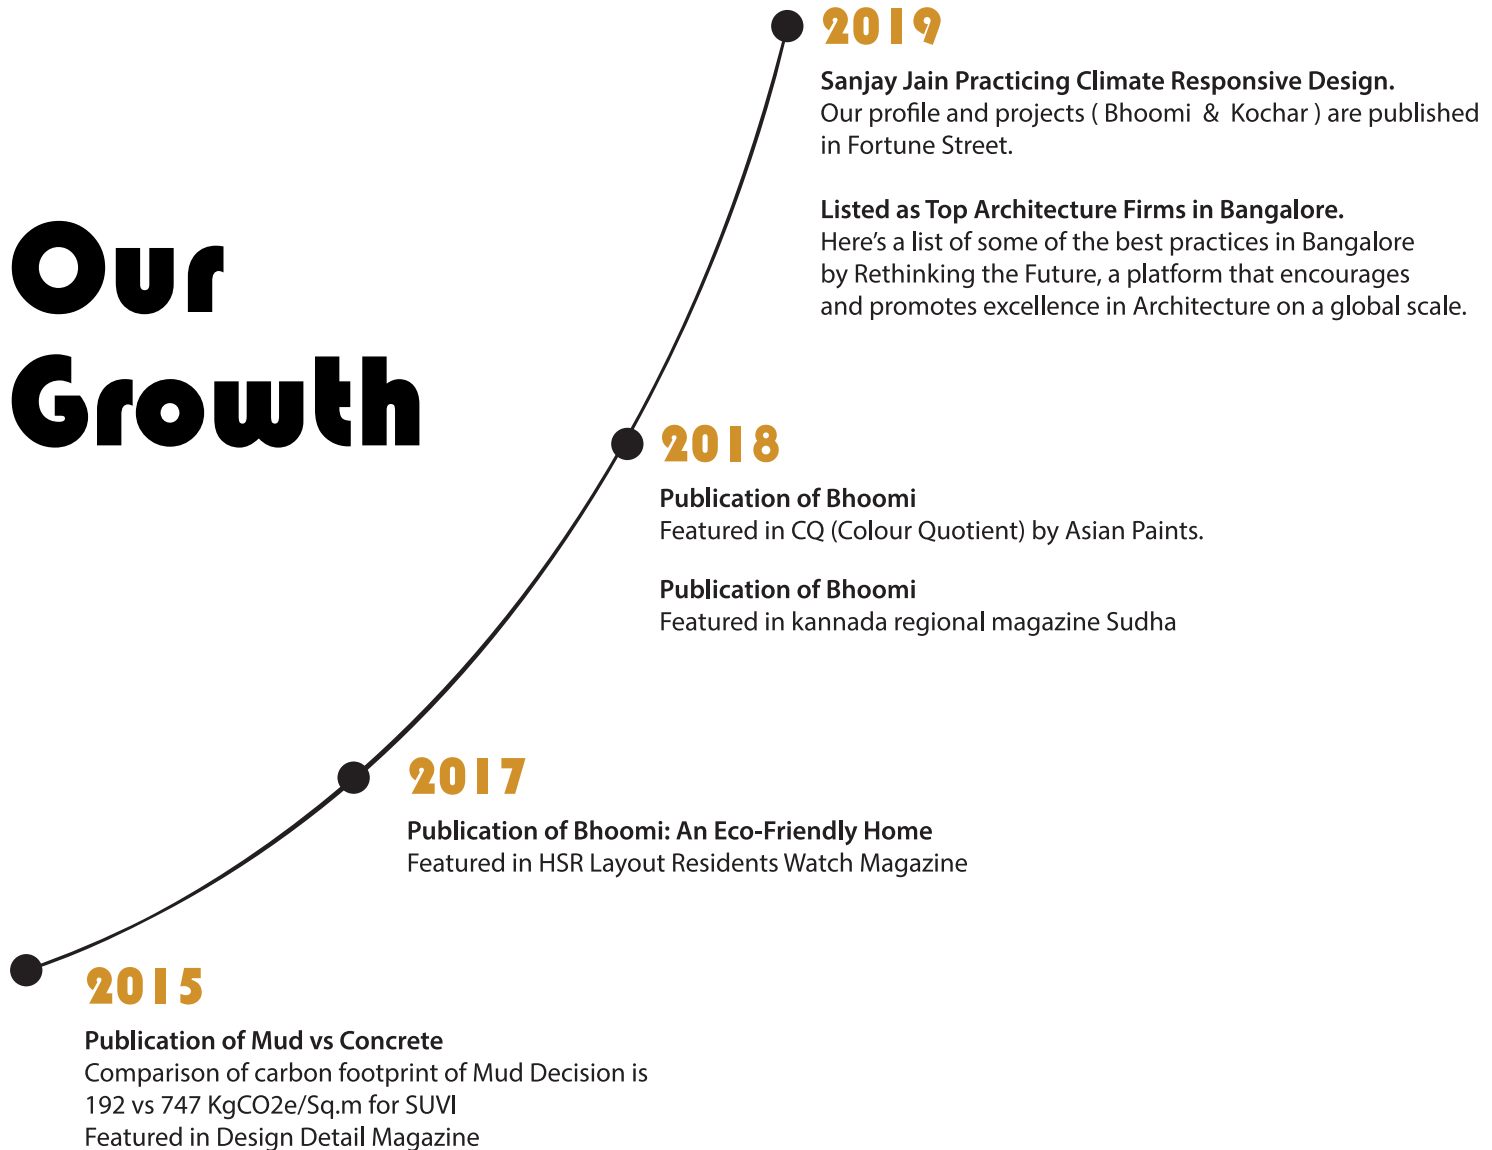 Our
Growth
2019
Sanjay Jain Practicing Climate Responsive Design.
Our profile and projects ( Bhoomi & Kochar ) are published
in Fortune Street.
Listed as Top Architecture Firms in Bangalore.
Here’s a list of some of the best practices in Bangalore
by Rethinking the Future, a platform that encourages
and promotes excellence in Architecture on a global scale.
2018
Publication of Bhoomi
Featured in CQ (Colour Quotient) by Asian Paints.
Publication of Bhoomi
Featured in kannada regional magazine Sudha
2017
Publication of Bhoomi: An Eco-Friendly Home
Featured in HSR Layout Residents Watch Magazine
2015
Publication of Mud vs Concrete
Comparison of carbon footprint of Mud Decision is
192 vs 747 KgCO2e/Sq.m for SUVI
Featured in Design Detail Magazine